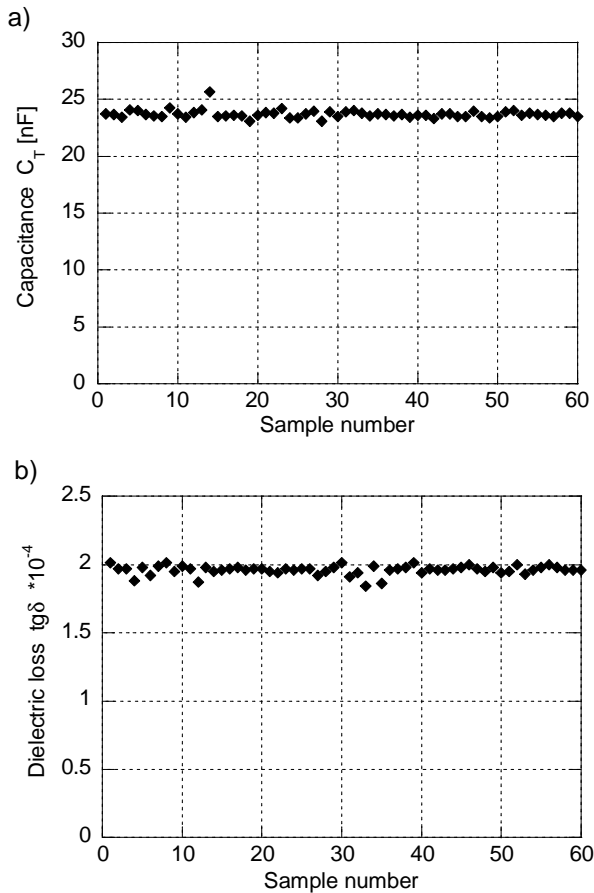 a)
30
25
20
15
10
5
0
Capacitance C_T [nF]
0 10 20 30 40 50 60
Sample number
b)
2.5
2
1.5
1
0.5
0
Dielectric loss tgδ *10^-4
0 10 20 30 40 50 60
Sample number